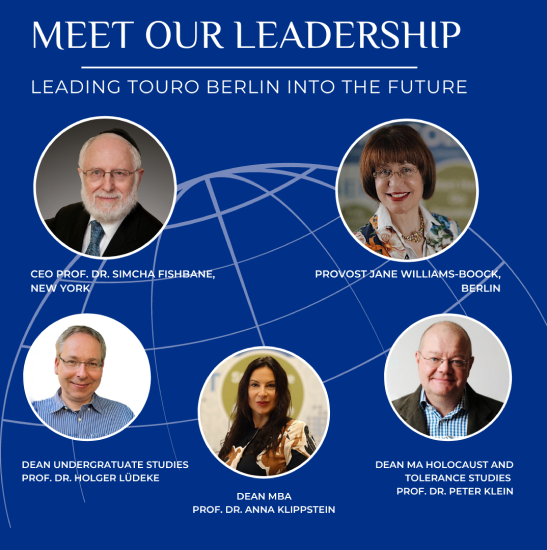 MEET OUR LEADERSHIP
LEADING TOURO BERLIN INTO THE FUTURE
CEO PROF. DR. SIMCHA FISHBANE,
NEW YORK
PROVOST JANE WILLIAMS-BOOCK,
BERLIN
DEAN UNDERGRATUATE STUDIES
PROF. DR. HOLGER LÜDEKE
DEAN MBA
PROF. DR. ANNA KLIPPSTEIN
DEAN MA HOLOCAUST AND
TOLERANCE STUDIES
PROF. DR. PETER KLEIN